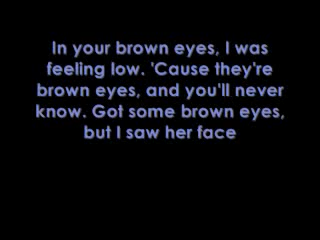 In your brown eyes, I was
feeling low. 'Cause they're
brown eyes, and you'll never
know. Got some brown eyes,
but I saw her face